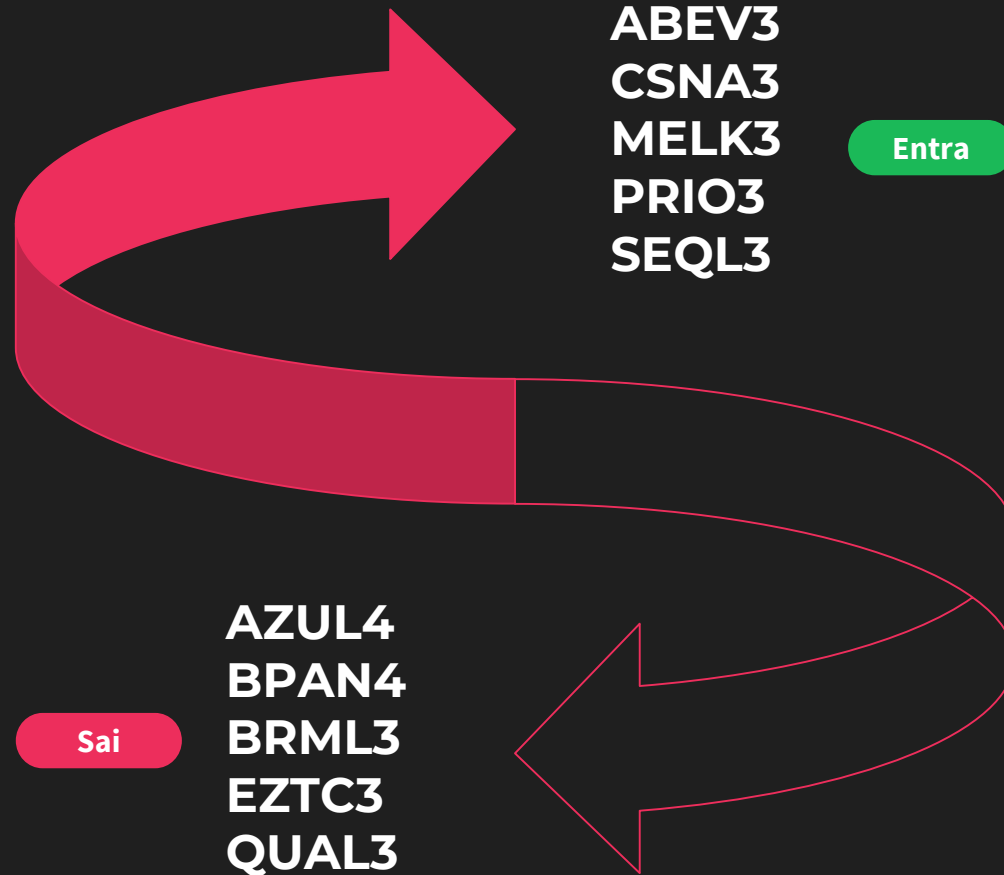 ABEV3
CSNA3
MELK3
PRIO3
SEQL3
Entra
AZUL4
BPAN4
BRML3
EZTC3
QUAL3
Sai